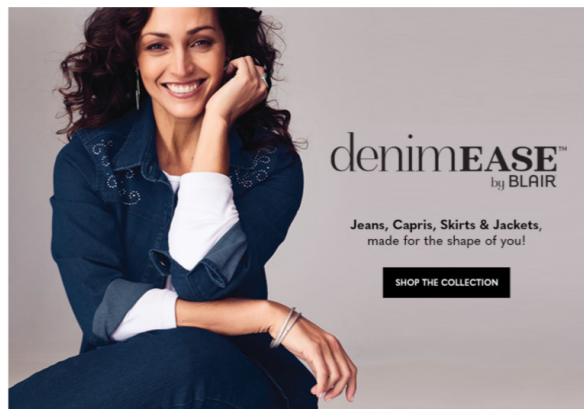 denimEASE™
by BLAIR
Jeans, Capris, Skirts & Jackets,
made for the shape of you!
SHOP THE COLLECTION